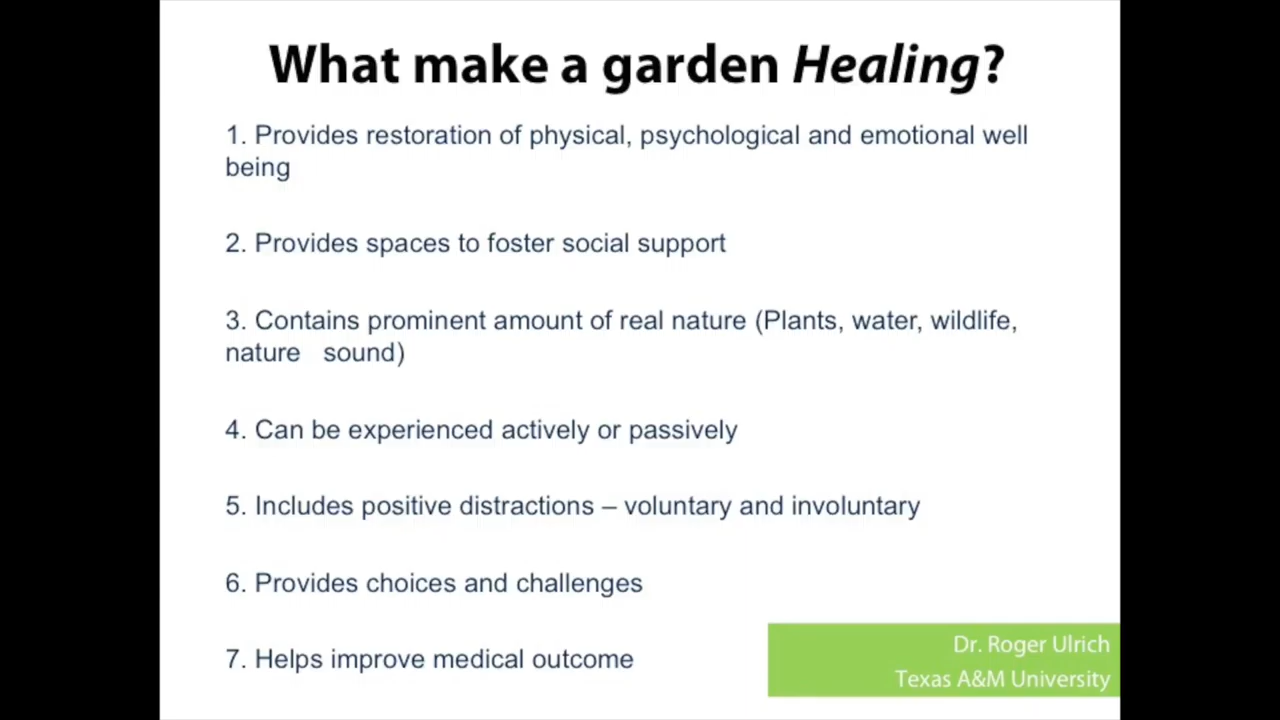 What make a garden Healing?
1. Provides restoration of physical, psychological and emotional well
being
2. Provides spaces to foster social support
3. Contains prominent amount of real nature (Plants, water, wildlife,
nature   sound)
4. Can be experienced actively or passively
5. Includes positive distractions – voluntary and involuntary
6. Provides choices and challenges
7. Helps improve medical outcome
Dr. Roger Ulrich
Texas A&M University